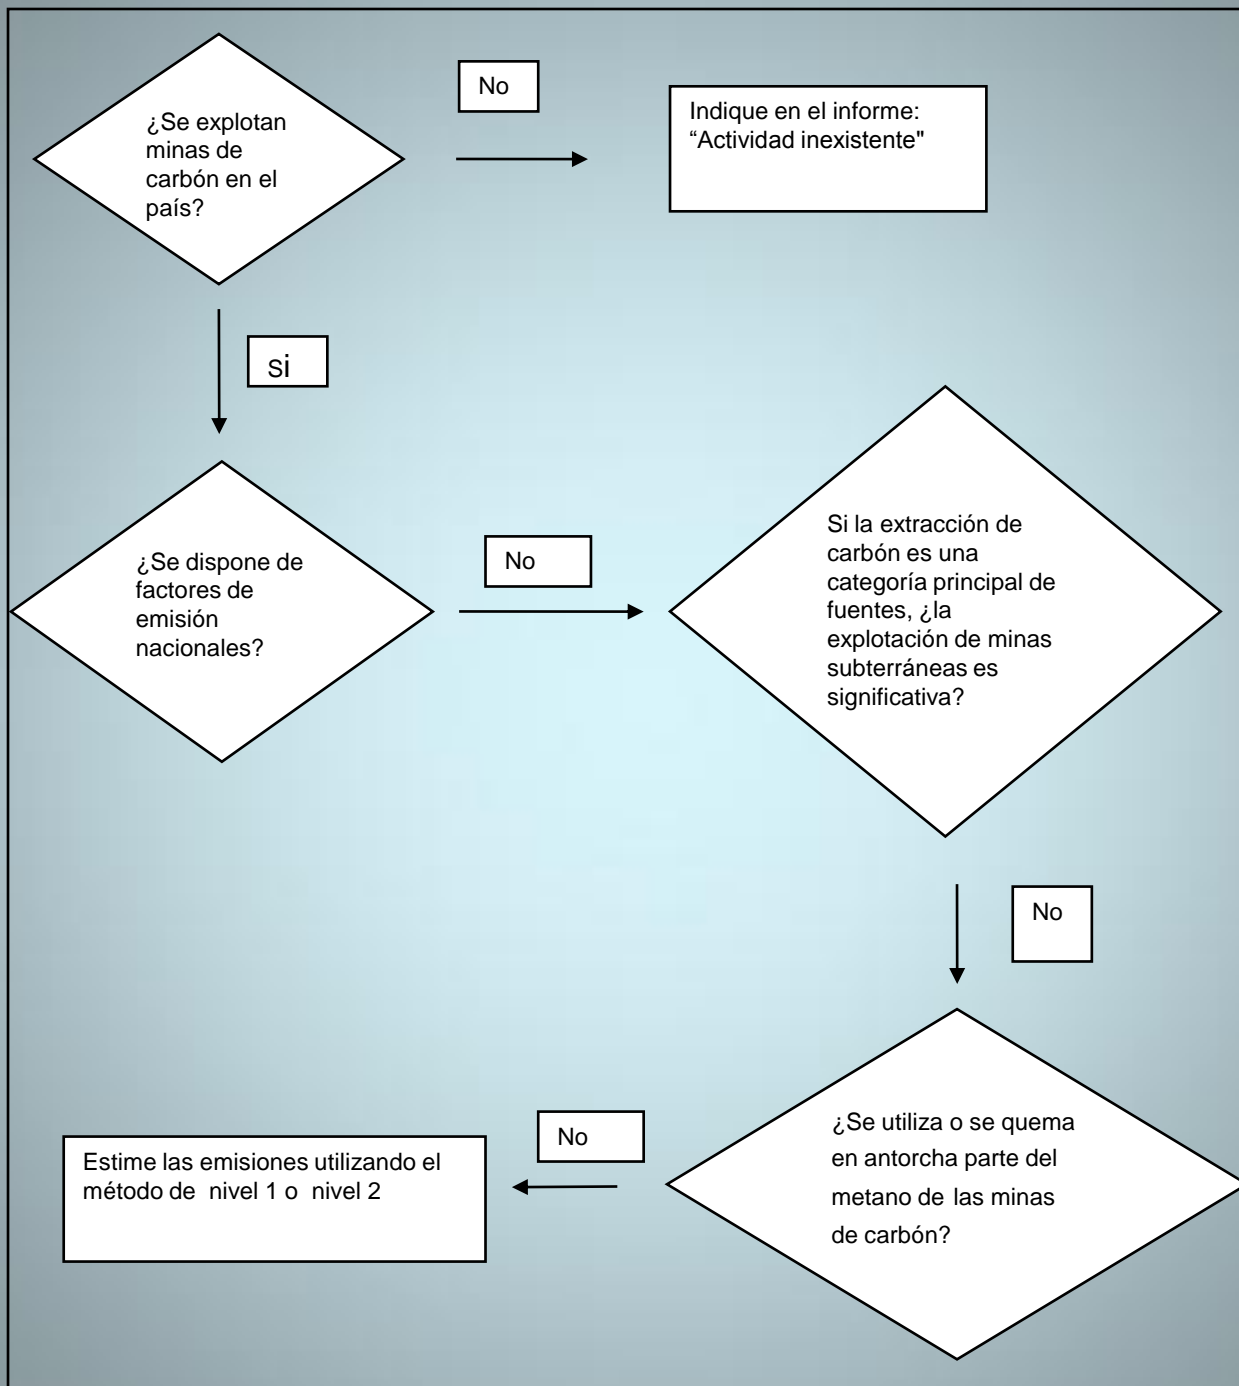 ¿Se explotan
minas de
carbón en el
país?
No
Indique en el informe:
“Actividad inexistente"
si
¿Se dispone de
factores de
emisión
nacionales?
No
Si la extracción de
carbón es una
categoría principal de
fuentes, ¿la
explotación de minas
subterráneas es
significativa?
No
¿Se utiliza o se quema
en antorcha parte del
metano de las minas
de carbón?
No
Estime las emisiones utilizando el
método de nivel 1 o nivel 2